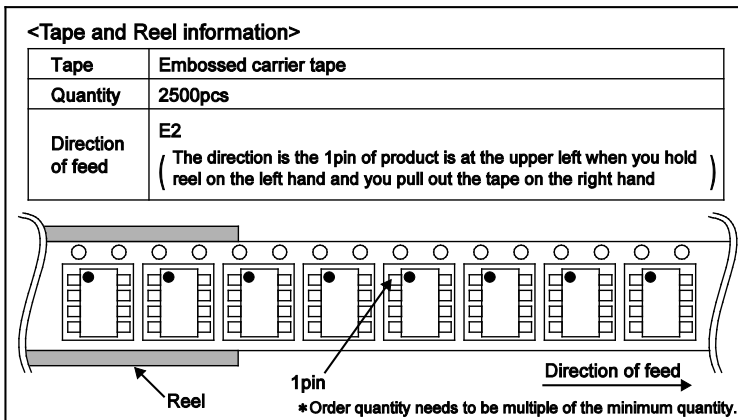 <Tape and Reel information>
Tape Embossed carrier tape
Quantity 2500pcs
Direction of feed E2
( The direction is the 1pin of product is at the upper left when you hold
reel on the left hand and you pull out the tape on the right hand )
Direction of feed
1pin
Reel
*Order quantity needs to be multiple of the minimum quantity.